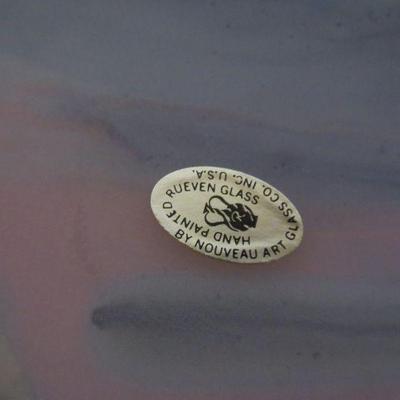 RUEVEN GLASS
HAND PAINTED
BY NOUVEAU ART GLASS CO. INC. U.S.A.
R